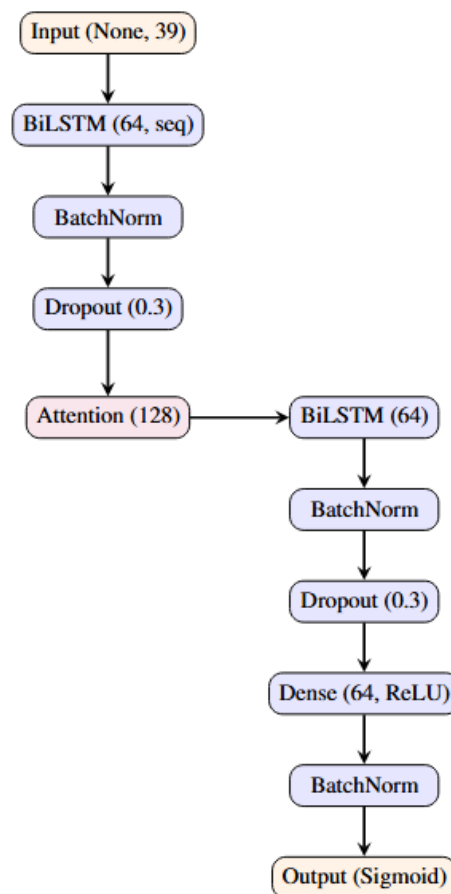 Input (None, 39)
BiLSTM (64, seq)
BatchNorm
Dropout (0.3)
Attention (128)
BiLSTM (64)
BatchNorm
Dropout (0.3)
Dense (64, ReLU)
BatchNorm
Output (Sigmoid)